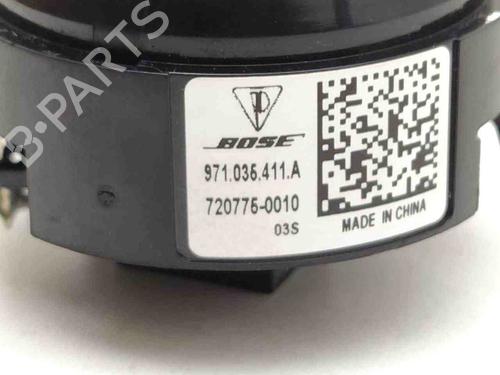 B·PARTS
BOSE
971.035.411.A
720775-0010
03S
MADE IN CHINA